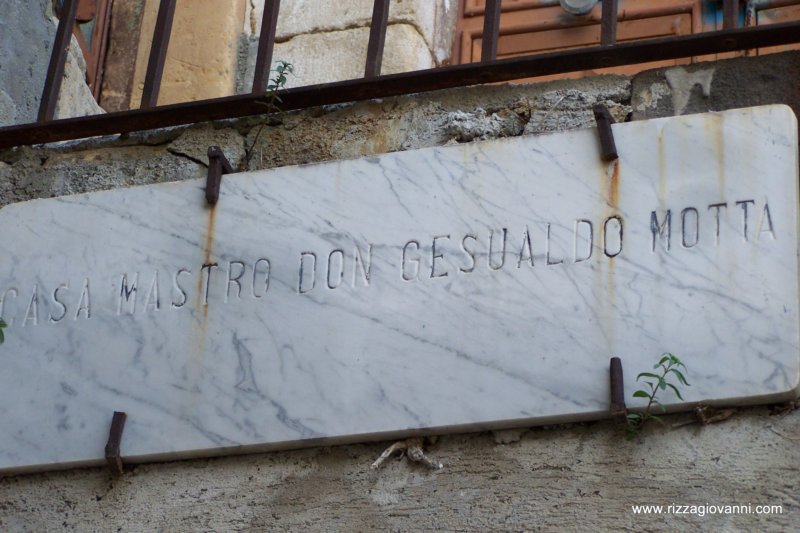 CASA MASTRO DON GESUALDO MOTTA
www.rizzagiovanni.com